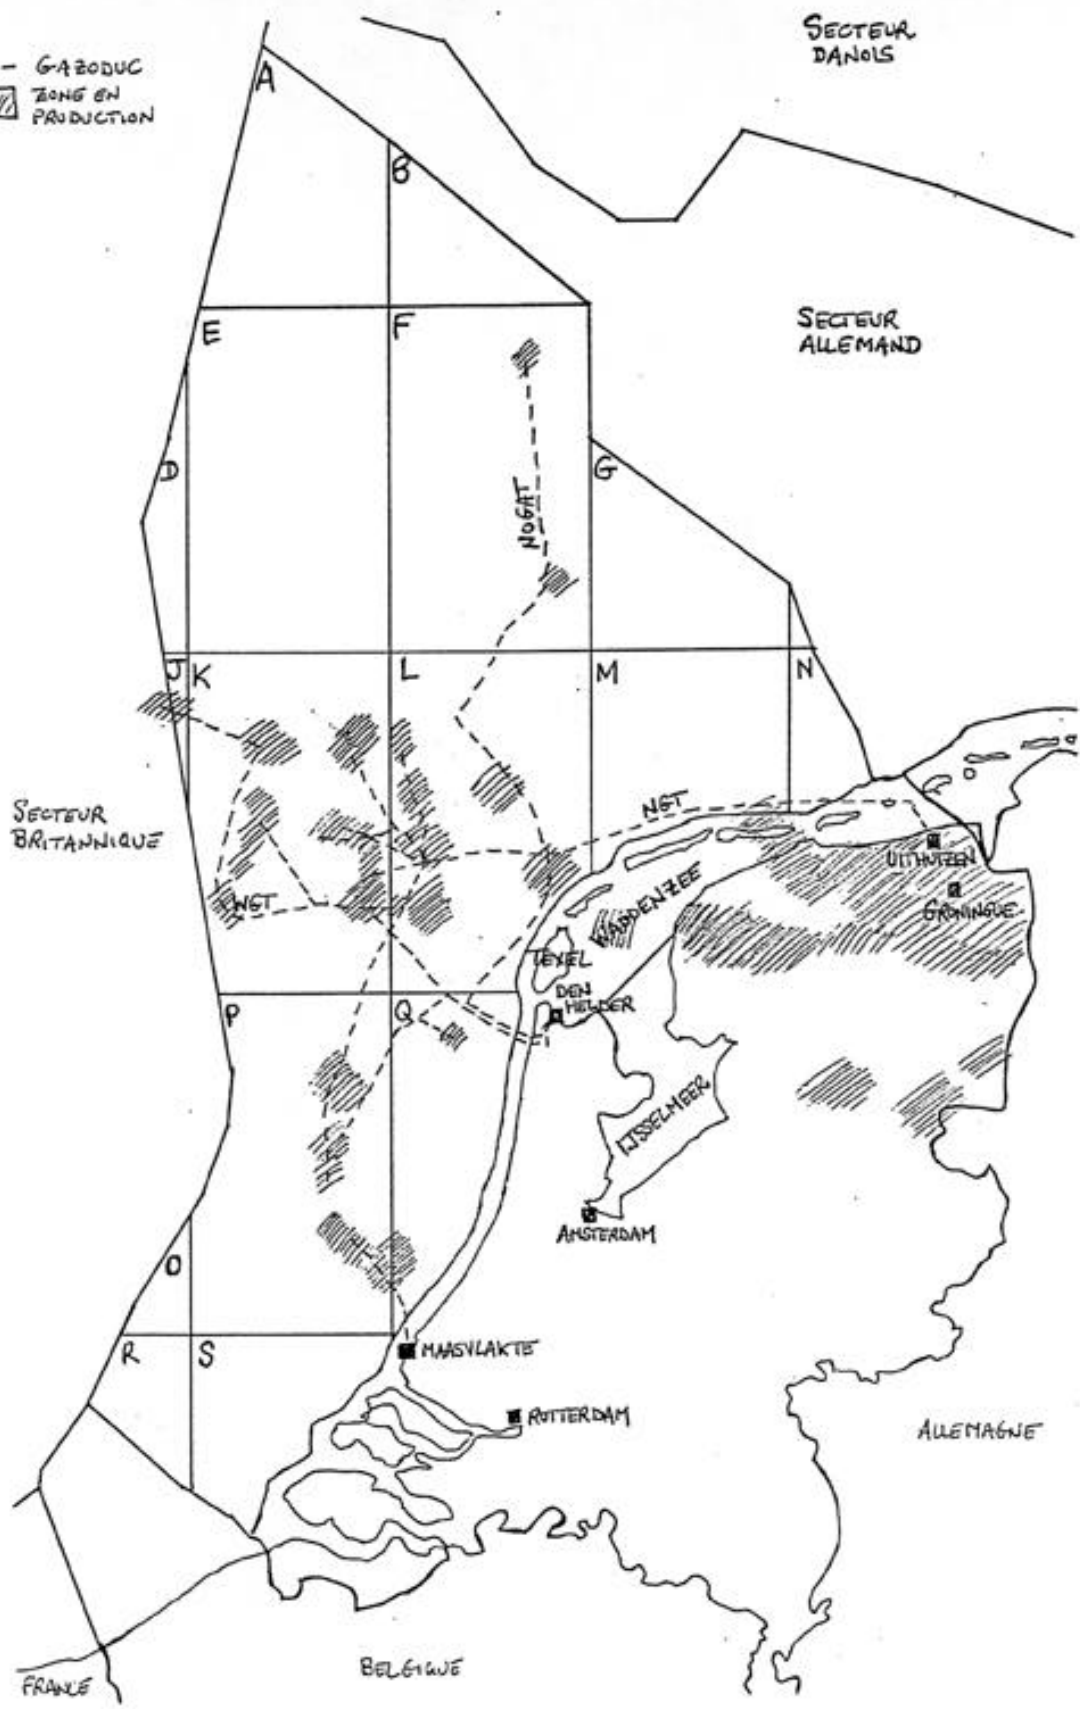 SECTEUR
DANOIS
– GAZODUC
ZONE EN
PRODUCTION
A
B
E
F
SECTEUR
ALLEMAND
D
G
NOGAT
J
K
L
M
N
SECTEUR
BRITANNIQUE
NGT
UITHUIZEN
WGT
WADDENZEE
GRONINGUE
TEXEL
DEN
HELDER
P
Q
IJSSELMEER
AMSTERDAM
O
R
S
MAASVLAKTE
ROTTERDAM
ALLEMAGNE
BELGIQUE
FRANCE